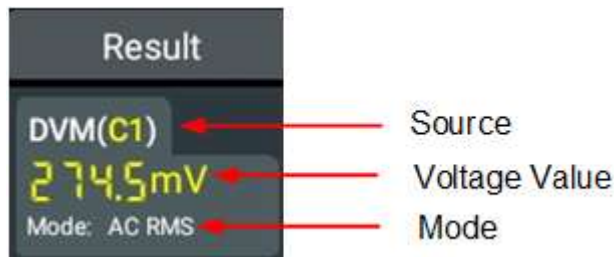 Result
DVM(C1)
Source
274.5mV
Voltage Value
Mode: AC RMS
Mode